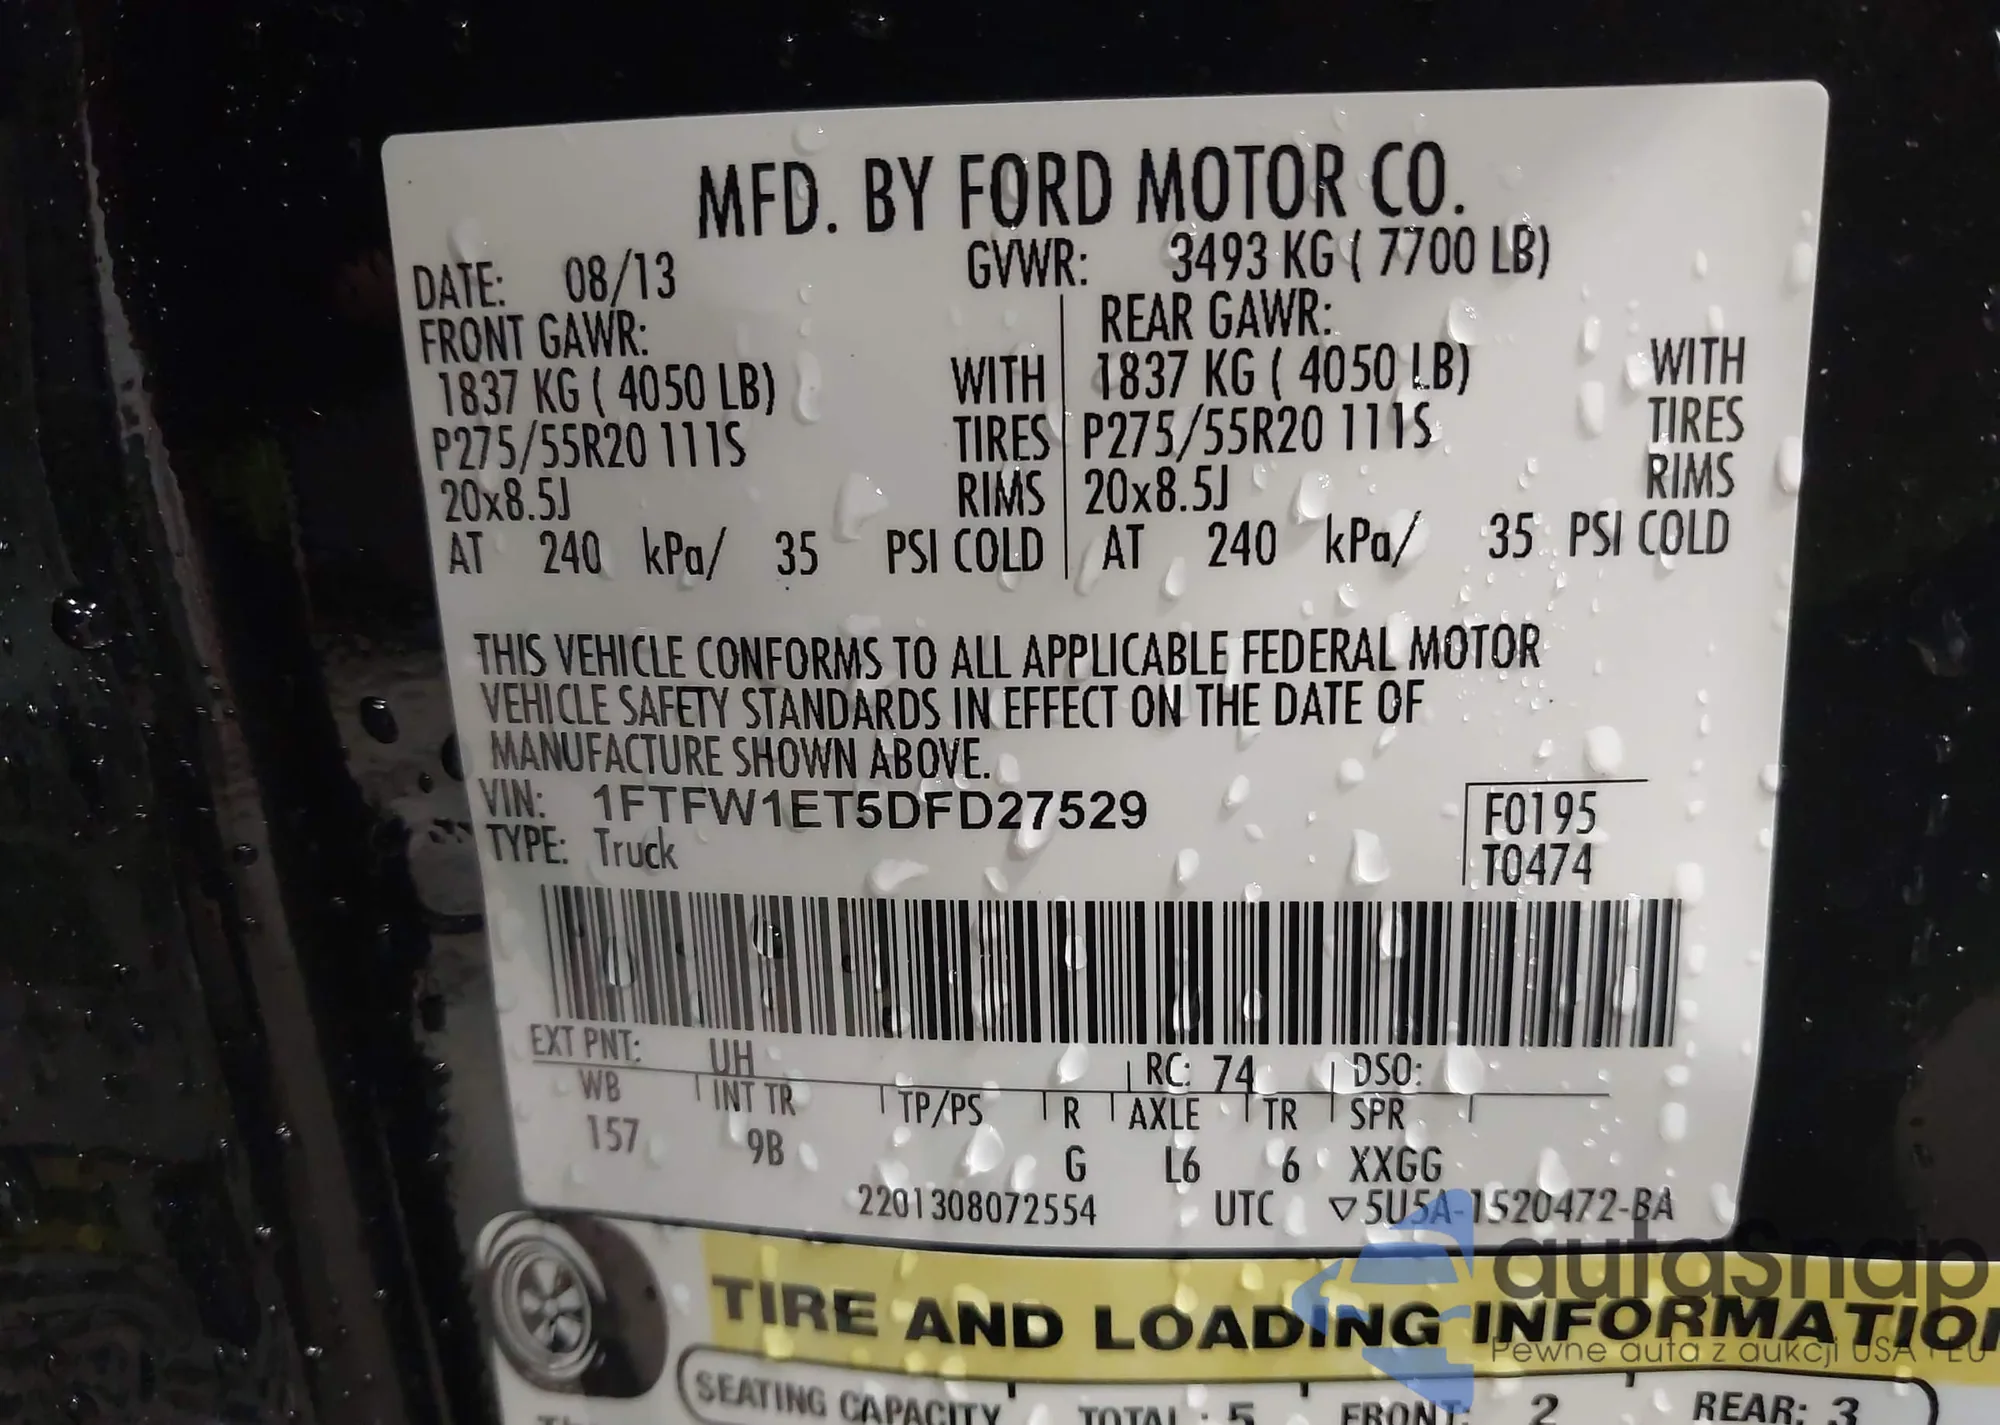 MFD. BY FORD MOTOR CO.
DATE: 08/13 GVWR: 3493 KG ( 7700 LB)
FRONT GAWR: REAR GAWR:
1837 KG ( 4050 LB) WITH 1837 KG ( 4050 LB) WITH
P275/55R20 111S TIRES P275/55R20 111S TIRES
20x8.5J RIMS 20x8.5J RIMS
AT 240 kPa/ 35 PSI COLD AT 240 kPa/ 35 PSI COLD
THIS VEHICLE CONFORMS TO ALL APPLICABLE FEDERAL MOTOR
VEHICLE SAFETY STANDARDS IN EFFECT ON THE DATE OF
MANUFACTURE SHOWN ABOVE.
VIN: 1FTFW1ET5DFD27529 F0195
TYPE: Truck T0474
EXT PNT: UH RC: 74 DSO:
WB INT TR TP/PS R AXLE TR SPR
157 9B G L6 6 XXGG
2201308072554 UTC ▽5U5A-1520472-BA
autasnap
TIRE AND LOADING INFORMATION
Pewne auta z aukcji USA i EU
SEATING CAPACITY TOTAL : 5 FRONT: 2 REAR: 3